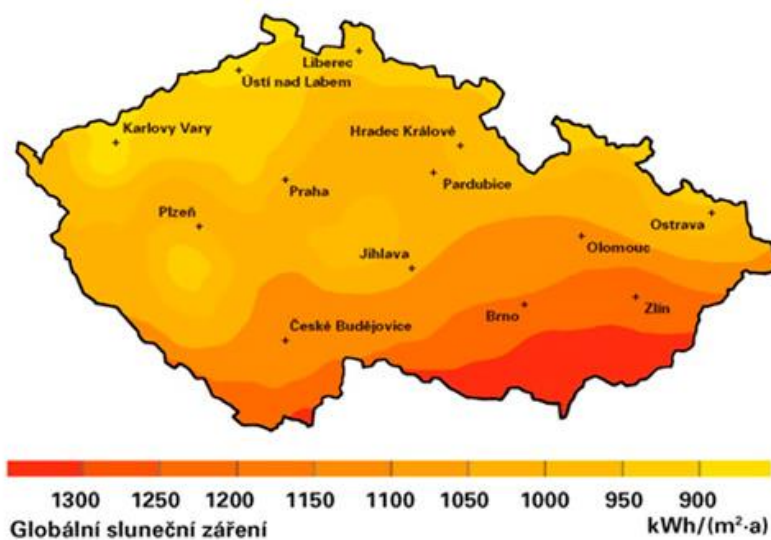 Liberec
Ústí nad Labem
Karlovy Vary
Hradec Králové
Praha
Pardubice
Plzeň
Ostrava
Jihlava
Olomouc
Brno
Zlín
České Budějovice
1300 1250 1200 1150 1100 1050 1000 950 900
Globální sluneční záření kWh/(m²·a)